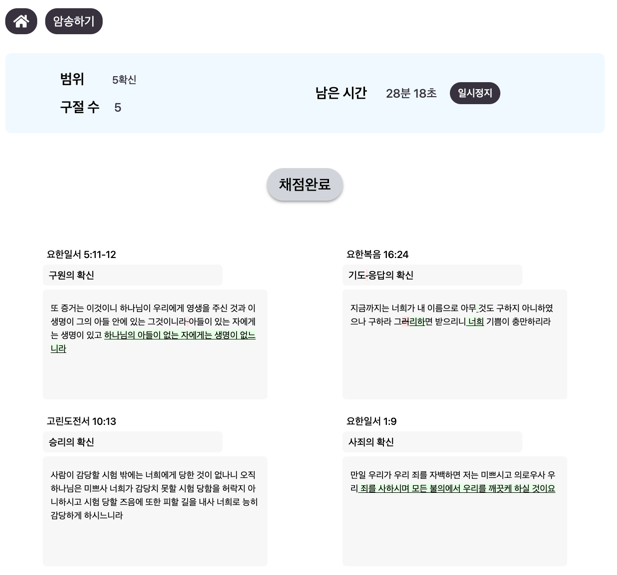 암송하기
범위 5확신
구절 수 5
남은 시간 28분 18초 일시정지
채점완료
요한일서 5:11-12
구원의 확신
또 증거는 이것이니 하나님이 우리에게 영생을 주신 것과 이
생명이 그의 아들 안에 있는 그것이니라 아들이 있는 자에게
는 생명이 있고 하나님의 아들이 없는 자에게는 생명이 없느
니라
요한복음 16:24
기도 응답의 확신
지금까지는 너희가 내 이름으로 아무 것도 구하지 아니하였
으나 구하라 그러리하면 받으리니 너희 기쁨이 충만하리라
고린도전서 10:13
승리의 확신
사람이 감당할 시험 밖에는 너희에게 당한 것이 없나니 오직
하나님은 미쁘사 너희가 감당치 못할 시험 당함을 허락지 아
니하시고 시험 당할 즈음에 또한 피할 길을 내사 너희로 능히
감당하게 하시느니라
요한일서 1:9
사죄의 확신
만일 우리가 우리 죄를 자백하면 저는 미쁘시고 의로우사 우
리 죄를 사하시며 모든 불의에서 우리를 깨끗케 하실 것이요